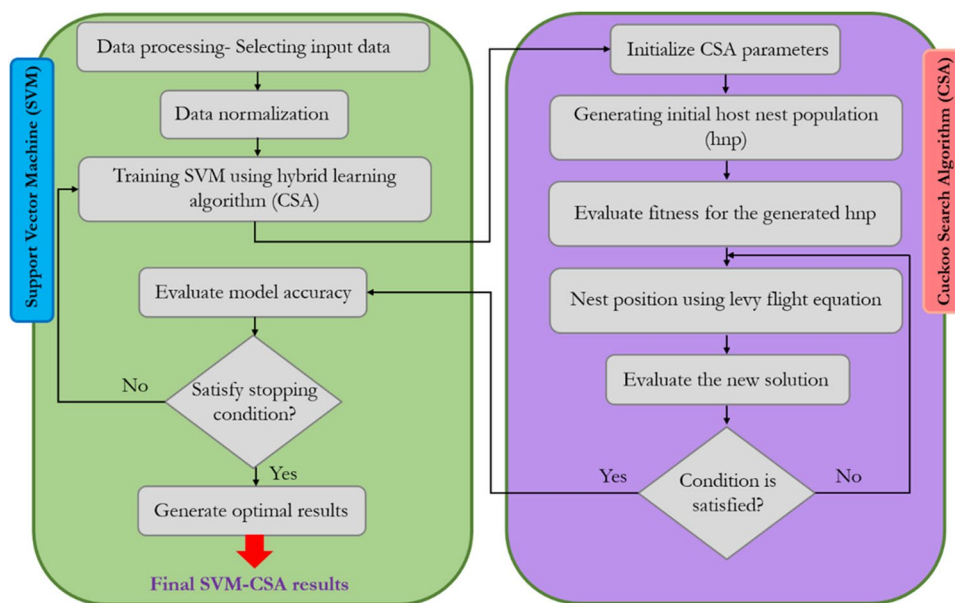 Support Vector Machine (SVM)
Data processing- Selecting input data
Data normalization
Training SVM using hybrid learning
algorithm (CSA)
Evaluate model accuracy
No
Satisfy stopping
condition?
Yes
Generate optimal results
Final SVM-CSA results
Initialize CSA parameters
Generating initial host nest population
(hnp)
Evaluate fitness for the generated hnp
Nest position using levy flight equation
Evaluate the new solution
Yes
Condition is
satisfied?
No
Cuckoo Search Algorithm (CSA)